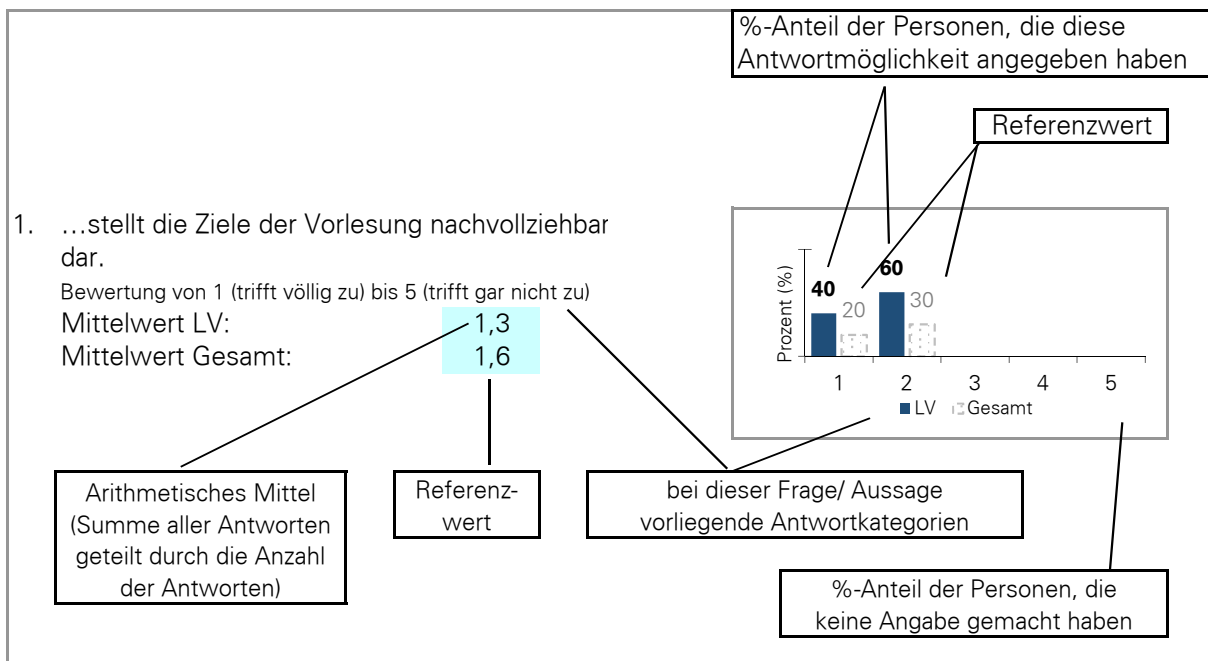 %-Anteil der Personen, die diese
Antwortmöglichkeit angegeben haben
Referenzwert
1. …stellt die Ziele der Vorlesung nachvollziehbar
dar.
Bewertung von 1 (trifft völlig zu) bis 5 (trifft gar nicht zu)
Mittelwert LV: 1,3
Mittelwert Gesamt: 1,6
Prozent (%)
40 20 60 30
1 2 3 4 5
LV Gesamt
Arithmetisches Mittel
(Summe aller Antworten
geteilt durch die Anzahl
der Antworten)
Referenz-
wert
bei dieser Frage/ Aussage
vorliegende Antwortkategorien
%-Anteil der Personen, die
keine Angabe gemacht haben